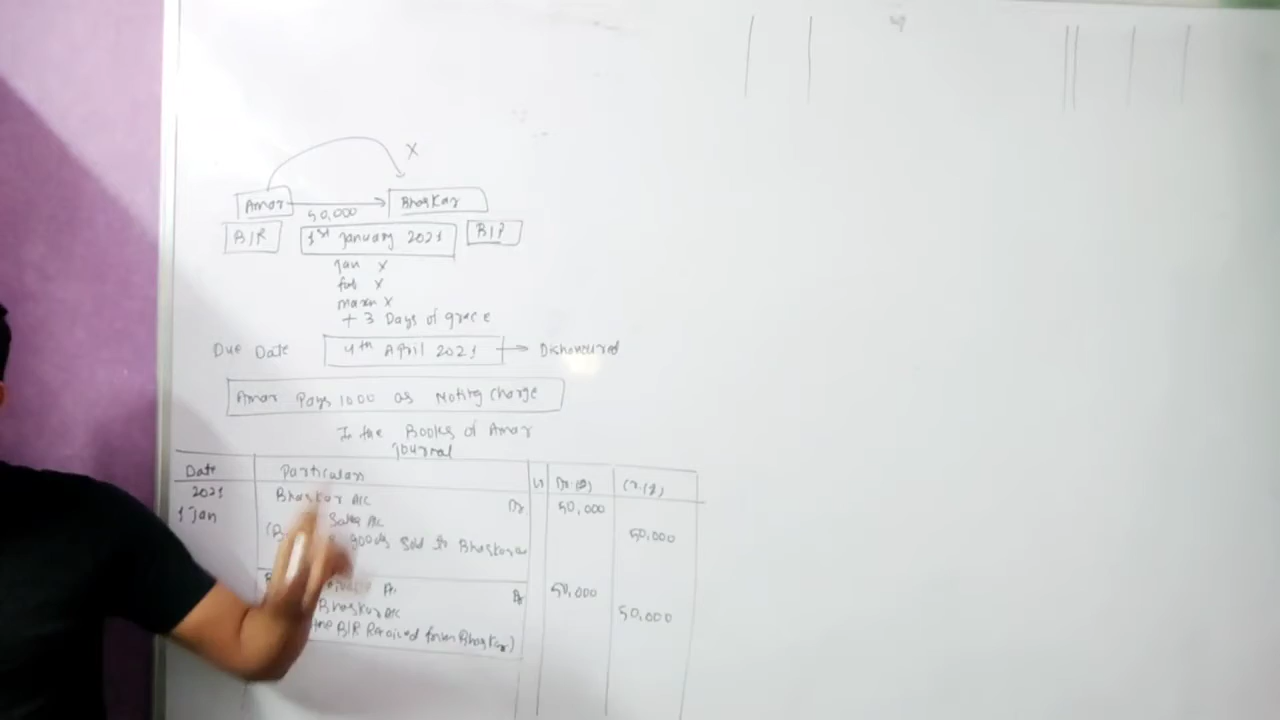 x
Amar 50,000 Bhaskar
B/R 1st January 2021 B/P
Jan x
feb x
x
+ 3 Days of grace
Due Date 4th April 2021 Dishonoured
Amar Pays 1000 as Noting Charge
In the Books of Amar
Journal
Date Particulars Dr.(₹) Cr.(₹)
2021 Bhaskar A/C Dr 50,000
1 Jan Sales A/C 50,000
goods sold to Bhaskar
A/c Dr 50,000
Bhaskar A/C 50,000
the B/R Received from Bhaskar)